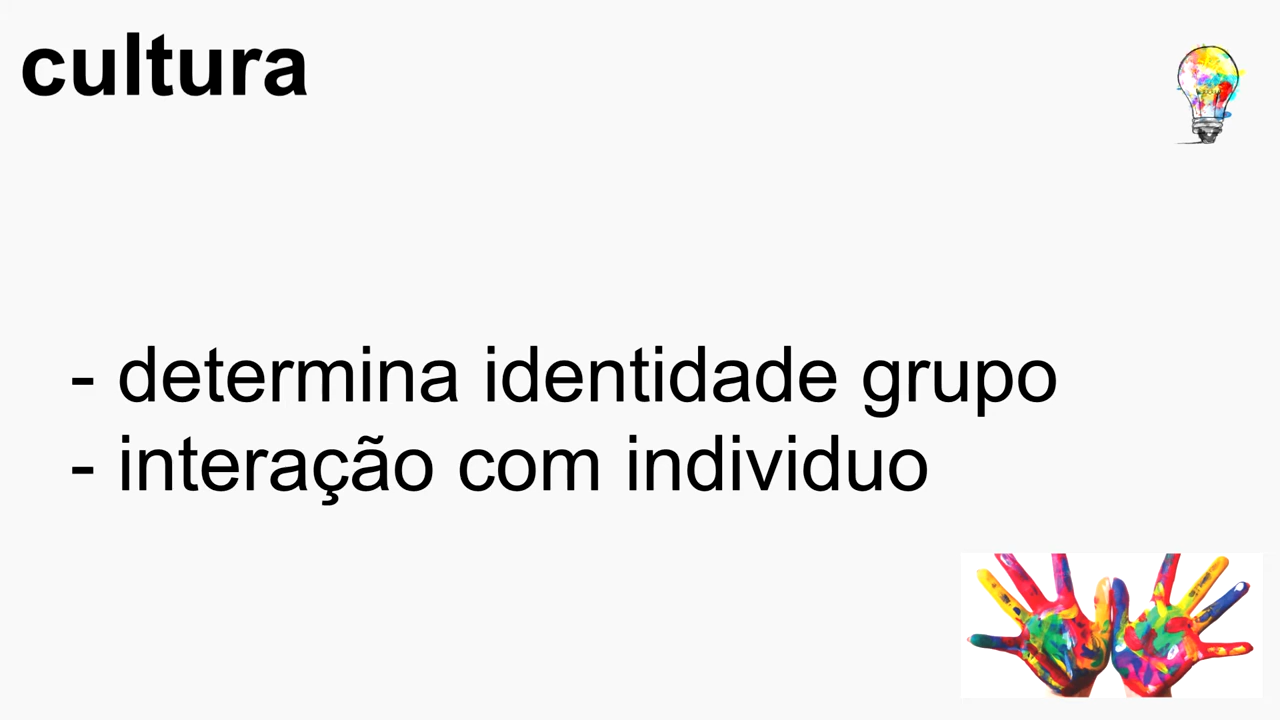 cultura
- determina identidade grupo
- interação com individuo